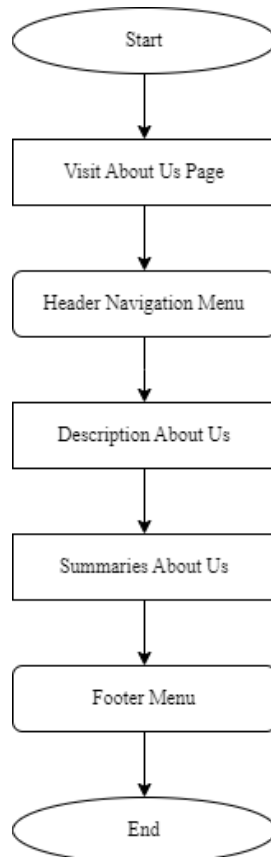 Start
Visit About Us Page
Header Navigation Menu
Description About Us
Summaries About Us
Footer Menu
End